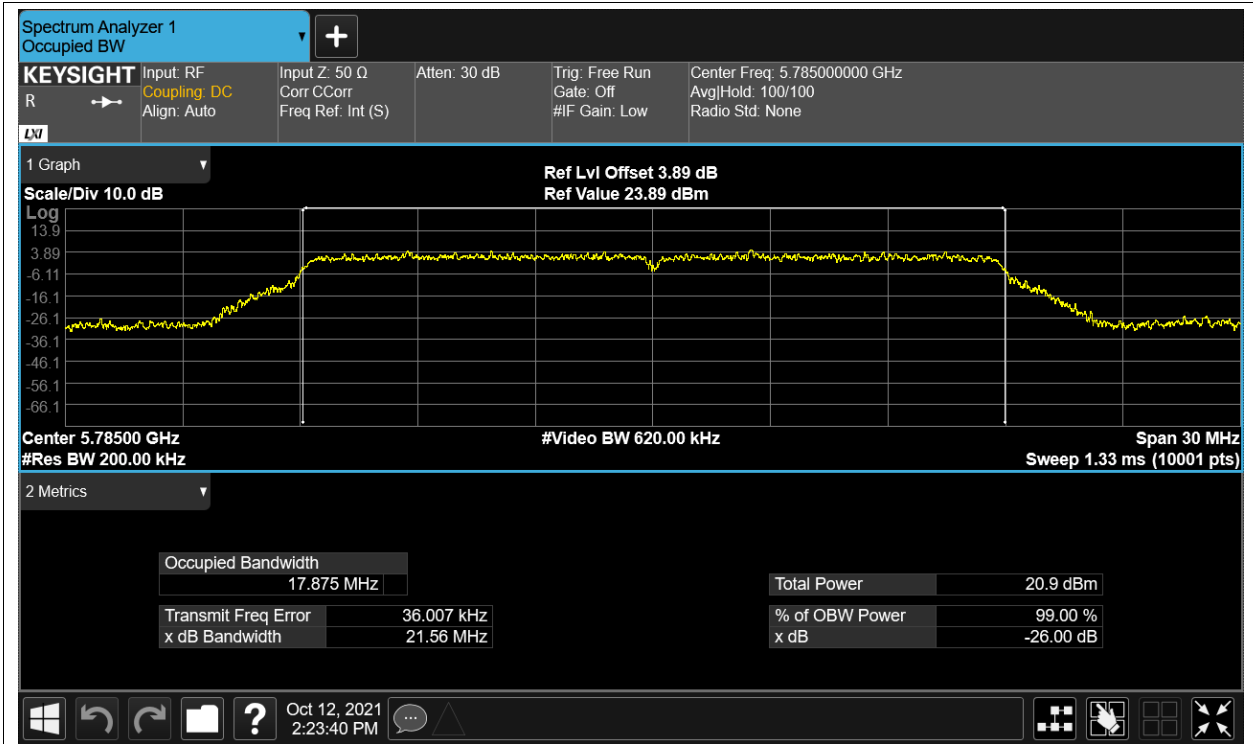 Spectrum Analyzer 1
Occupied BW
KEYSIGHT
R
LXI
Input: RF
Coupling: DC
Align: Auto
Input Z: 50 Ω
Corr CCorr
Freq Ref: Int (S)
Atten: 30 dB
Trig: Free Run
Gate: Off
#IF Gain: Low
Center Freq: 5.785000000 GHz
Avg|Hold: 100/100
Radio Std: None
1 Graph
Scale/Div 10.0 dB
Ref Lvl Offset 3.89 dB
Ref Value 23.89 dBm
Log
13.9
3.89
-6.11
-16.1
-26.1
-36.1
-46.1
-56.1
-66.1
Center 5.78500 GHz
#Res BW 200.00 kHz
#Video BW 620.00 kHz
Span 30 MHz
Sweep 1.33 ms (10001 pts)
2 Metrics
Occupied Bandwidth
17.875 MHz
Transmit Freq Error 36.007 kHz
x dB Bandwidth 21.56 MHz
Total Power 20.9 dBm
% of OBW Power 99.00 %
x dB -26.00 dB
?
Oct 12, 2021
2:23:40 PM